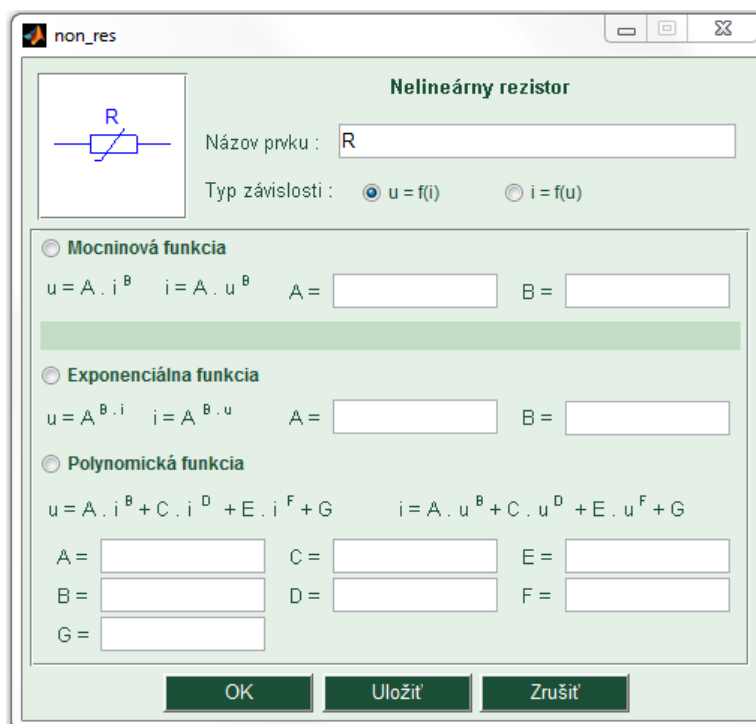 non_res
Nelineárny rezistor
R
Názov prvku : R
Typ závislosti : u = f(i) i = f(u)
Mocninová funkcia
u = A . i^B i = A . u^B A = B =
Exponenciálna funkcia
u = A^B . i i = A^B . u A = B =
Polynomická funkcia
u = A . i^B + C . i^D + E . i^F + G i = A . u^B + C . u^D + E . u^F + G
A = C = E =
B = D = F =
G =
OK Uložiť Zrušiť